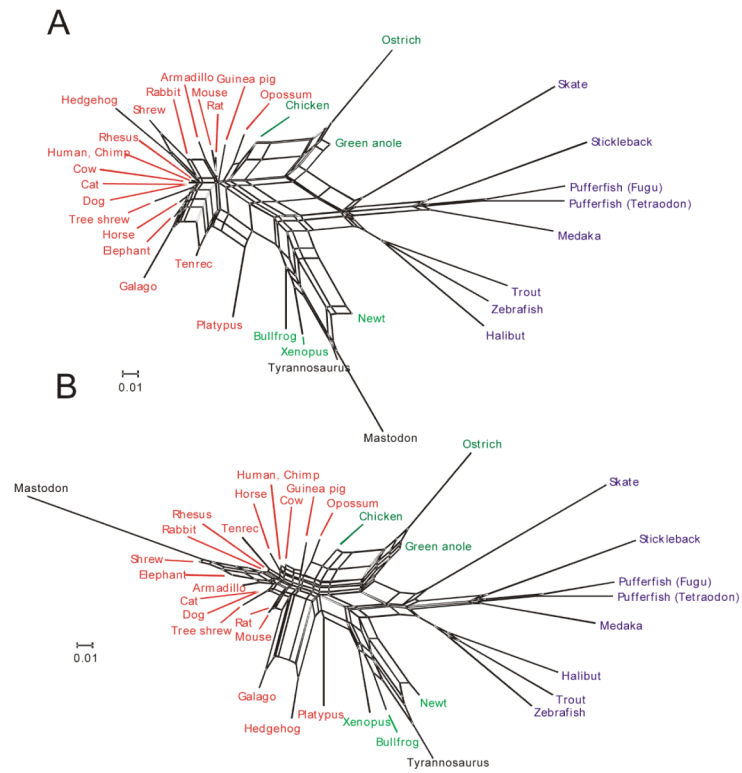 A
Ostrich
Armadillo
Guinea pig
Skate
Rabbit
Mouse
Opossum
Hedgehog
Rat
Chicken
Shrew
Rhesus
Green anole
Stickleback
Human, Chimp
Cow
Cat
Pufferfish (Fugu)
Dog
Pufferfish (Tetraodon)
Tree shrew
Horse
Medaka
Elephant
Tenrec
Galago
Trout
Zebrafish
Platypus
Newt
Bullfrog
Halibut
Xenopus
Tyrannosaurus
0.01
B
Mastodon
Ostrich
Human, Chimp
Mastodon
Horse
Guinea pig
Skate
Cow
Opossum
Rhesus
Chicken
Rabbit
Tenrec
Green anole
Stickleback
Shrew
Elephant
Pufferfish (Fugu)
Armadillo
Pufferfish (Tetraodon)
Cat
Dog
Rat
Medaka
Tree shrew
Mouse
0.01
Halibut
Galago
Trout
Newt
Zebrafish
Hedgehog
Platypus
Xenopus
Bullfrog
Tyrannosaurus